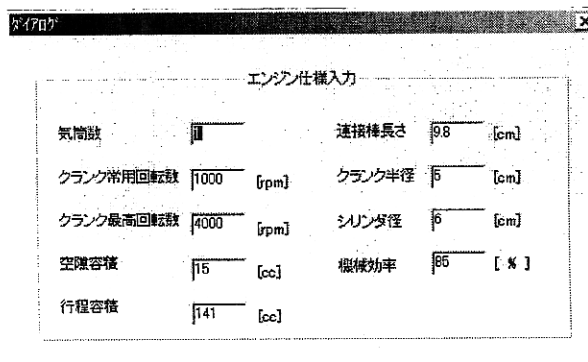 ダイアログ
エンジン仕様入力
気筒数 1 連接棒長さ 9.8 [cm]
クランク常用回転数 1000 [rpm] クランク半径 5 [cm]
クランク最高回転数 4000 [rpm] シリンダ径 6 [cm]
空隙容積 15 [cc] 機械効率 85 [ % ]
行程容積 141 [cc]